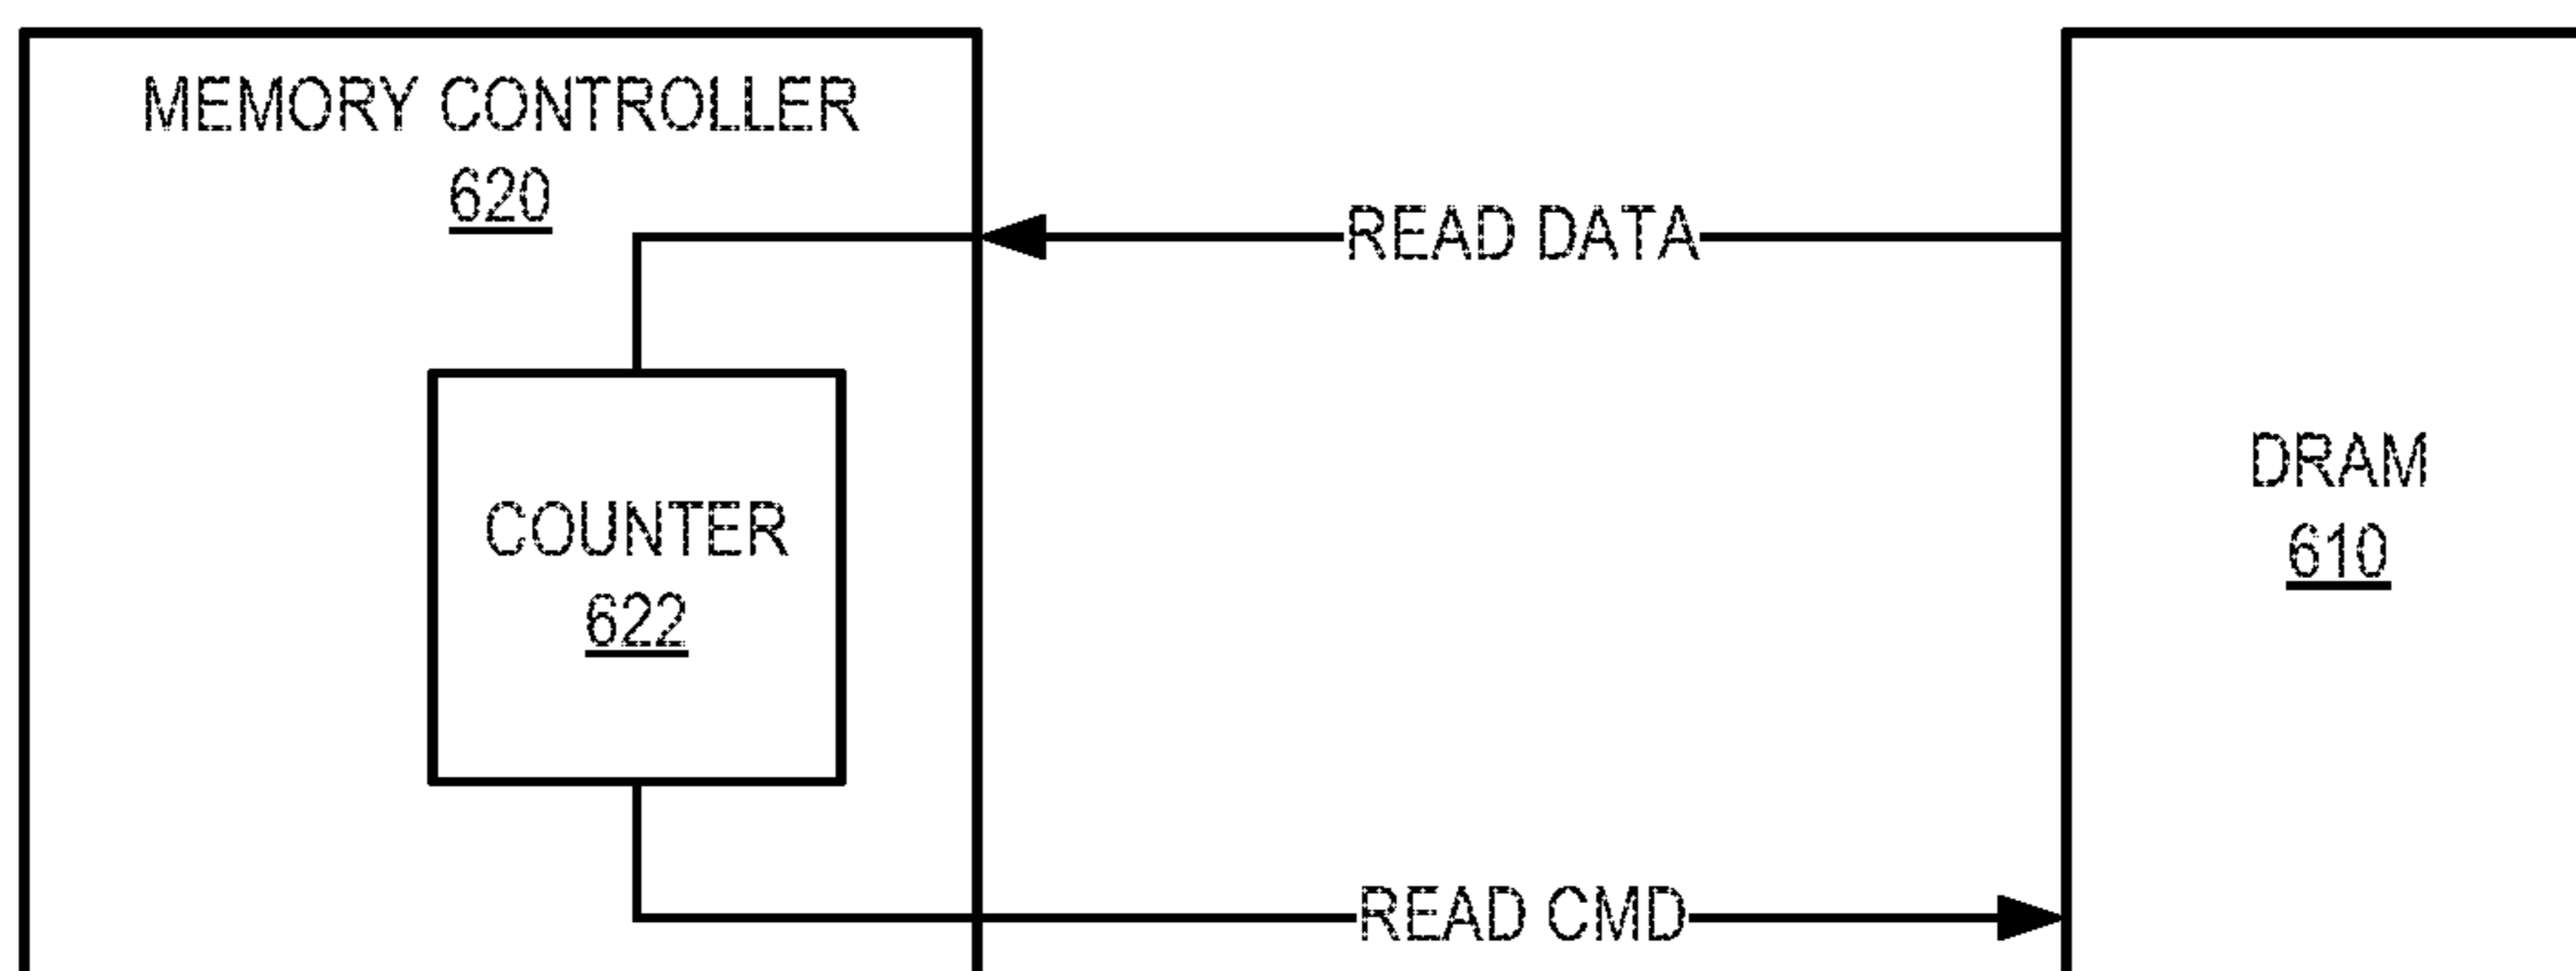 MEMORY CONTROLLER
620
READ DATA
COUNTER
622
DRAM
610
READ CMD